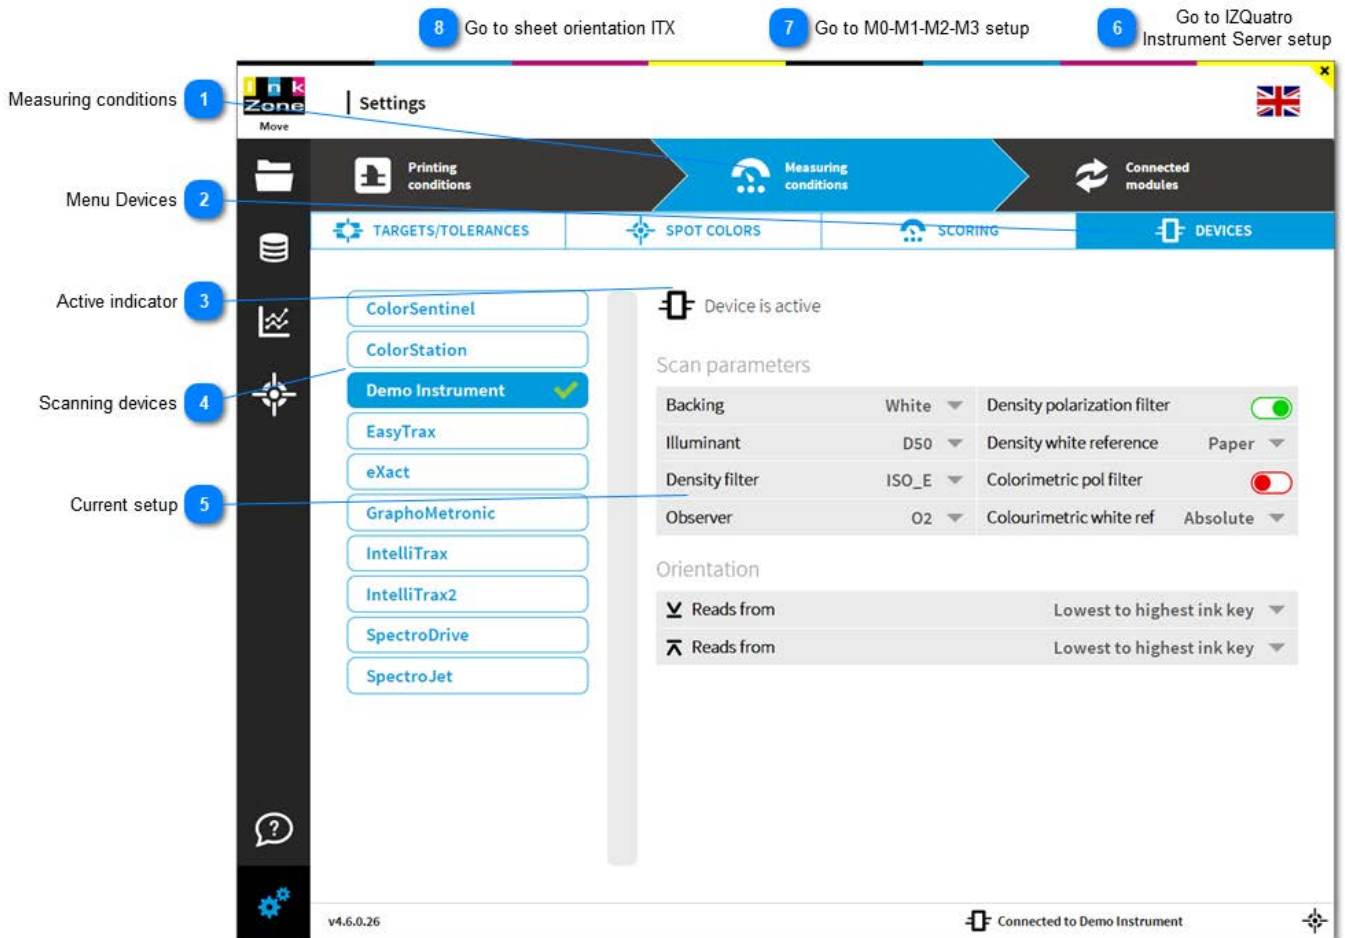 8 Go to sheet orientation ITX
7 Go to M0-M1-M2-M3 setup
6 Go to IZQuatro
Instrument Server setup
Measuring conditions 1
Menu Devices 2
Active indicator 3
Scanning devices 4
Current setup 5
Ink
Zone
Move
Settings
x
Printing
conditions
Measuring
conditions
Connected
modules
TARGETS/TOLERANCES
SPOT COLORS
SCORING
DEVICES
ColorSentinel
ColorStation
Demo Instrument
EasyTrax
eXact
GraphoMetronic
IntelliTrax
IntelliTrax2
SpectroDrive
SpectroJet
Device is active
Scan parameters
Backing White Density polarization filter
Illuminant D50 Density white reference Paper
Density filter ISO_E Colorimetric pol filter
Observer O2 Colourimetric white ref Absolute
Orientation
Reads from Lowest to highest ink key
Reads from Lowest to highest ink key
?
v4.6.0.26
Connected to Demo Instrument